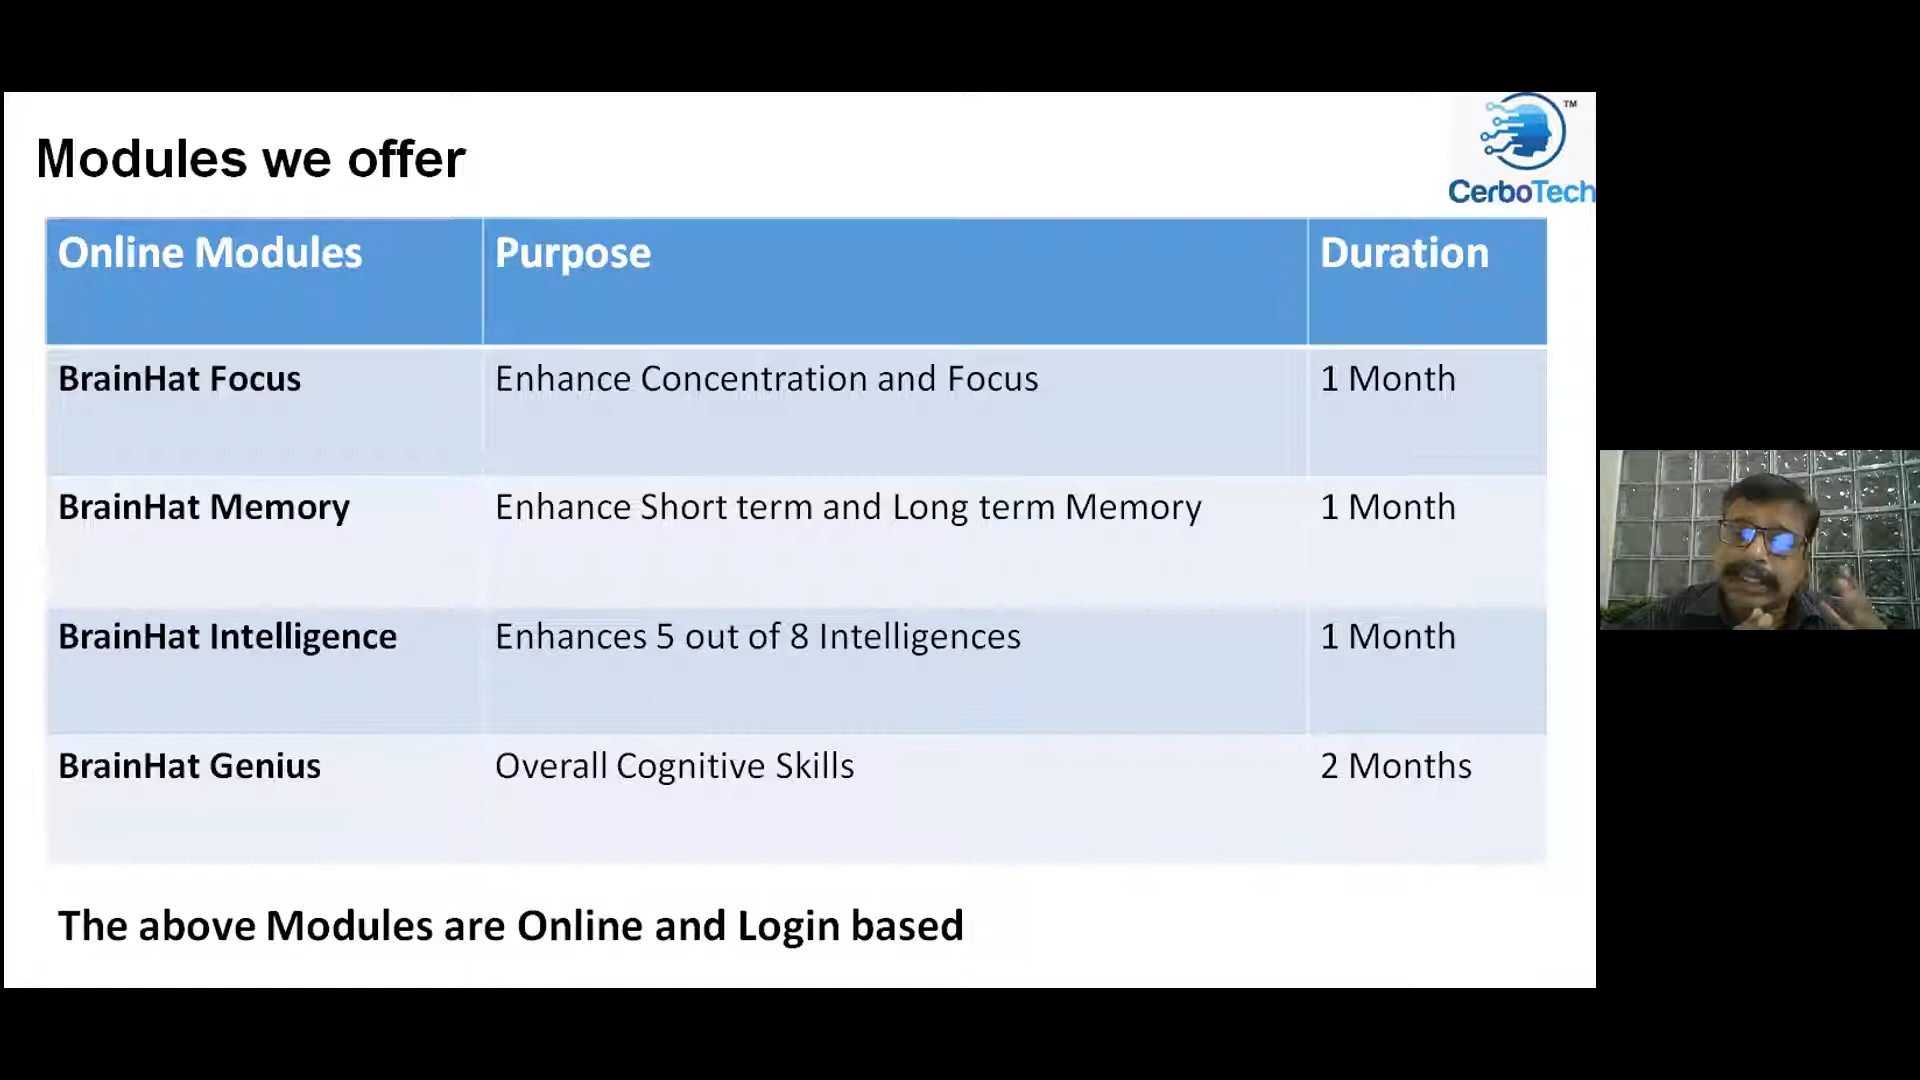 Modules we offer
TM
CerboTech
Online Modules Purpose Duration
BrainHat Focus Enhance Concentration and Focus 1 Month
BrainHat Memory Enhance Short term and Long term Memory 1 Month
BrainHat Intelligence Enhances 5 out of 8 Intelligences 1 Month
BrainHat Genius Overall Cognitive Skills 2 Months
The above Modules are Online and Login based